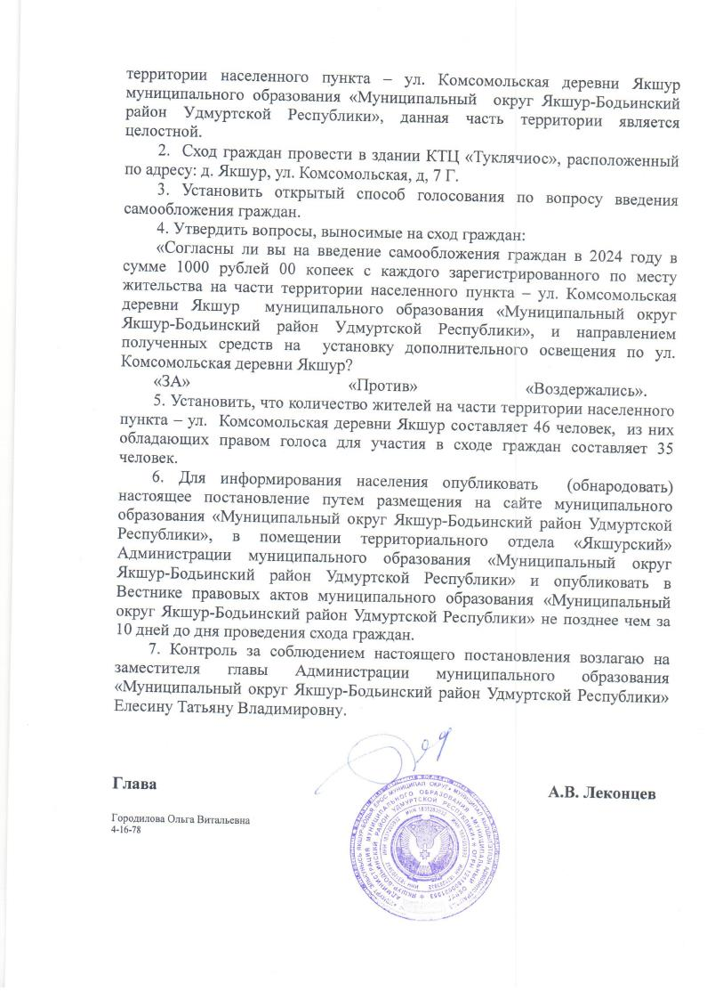 территории населенного пункта – ул. Комсомольская деревни Якшур
муниципального образования «Муниципальный округ Якшур-Бодьинский
район Удмуртской Республики», данная часть территории является
целостной.
2. Сход граждан провести в здании КТЦ «Туклячиос», расположенный
по адресу: д. Якшур, ул. Комсомольская, д, 7 Г.
3. Установить открытый способ голосования по вопросу введения
самообложения граждан.
4. Утвердить вопросы, выносимые на сход граждан:
«Согласны ли вы на введение самообложения граждан в 2024 году в
сумме 1000 рублей 00 копеек с каждого зарегистрированного по месту
жительства на части территории населенного пункта – ул. Комсомольская
деревни Якшур муниципального образования «Муниципальный округ
Якшур-Бодьинский район Удмуртской Республики», и направлением
полученных средств на установку дополнительного освещения по ул.
Комсомольская деревни Якшур?
«ЗА» «Против» «Воздержались».
5. Установить, что количество жителей на части территории населенного
пункта – ул. Комсомольская деревни Якшур составляет 46 человек, из них
обладающих правом голоса для участия в сходе граждан составляет 35
человек.
6. Для информирования населения опубликовать (обнародовать)
настоящее постановление путем размещения на сайте муниципального
образования «Муниципальный округ Якшур-Бодьинский район Удмуртской
Республики», в помещении территориального отдела «Якшурский»
Администрации муниципального образования «Муниципальный округ
Якшур-Бодьинский район Удмуртской Республики» и опубликовать в
Вестнике правовых актов муниципального образования «Муниципальный
округ Якшур-Бодьинский район Удмуртской Республики» не позднее чем за
10 дней до дня проведения схода граждан.
7. Контроль за соблюдением настоящего постановления возлагаю на
заместителя главы Администрации муниципального образования
«Муниципальный округ Якшур-Бодьинский район Удмуртской Республики»
Елесину Татьяну Владимировну.
Глава
А.В. Леконцев
Городилова Ольга Витальевна
4-16-78
АДМИНИСТРАЦИЯ МУНИЦИПАЛЬНОГО ОБРАЗОВАНИЯ «МУНИЦИПАЛЬНЫЙ ОКРУГ
ЯКШУР-БОДЬИНСКИЙ РАЙОН УДМУРТСКОЙ РЕСПУБЛИКИ»